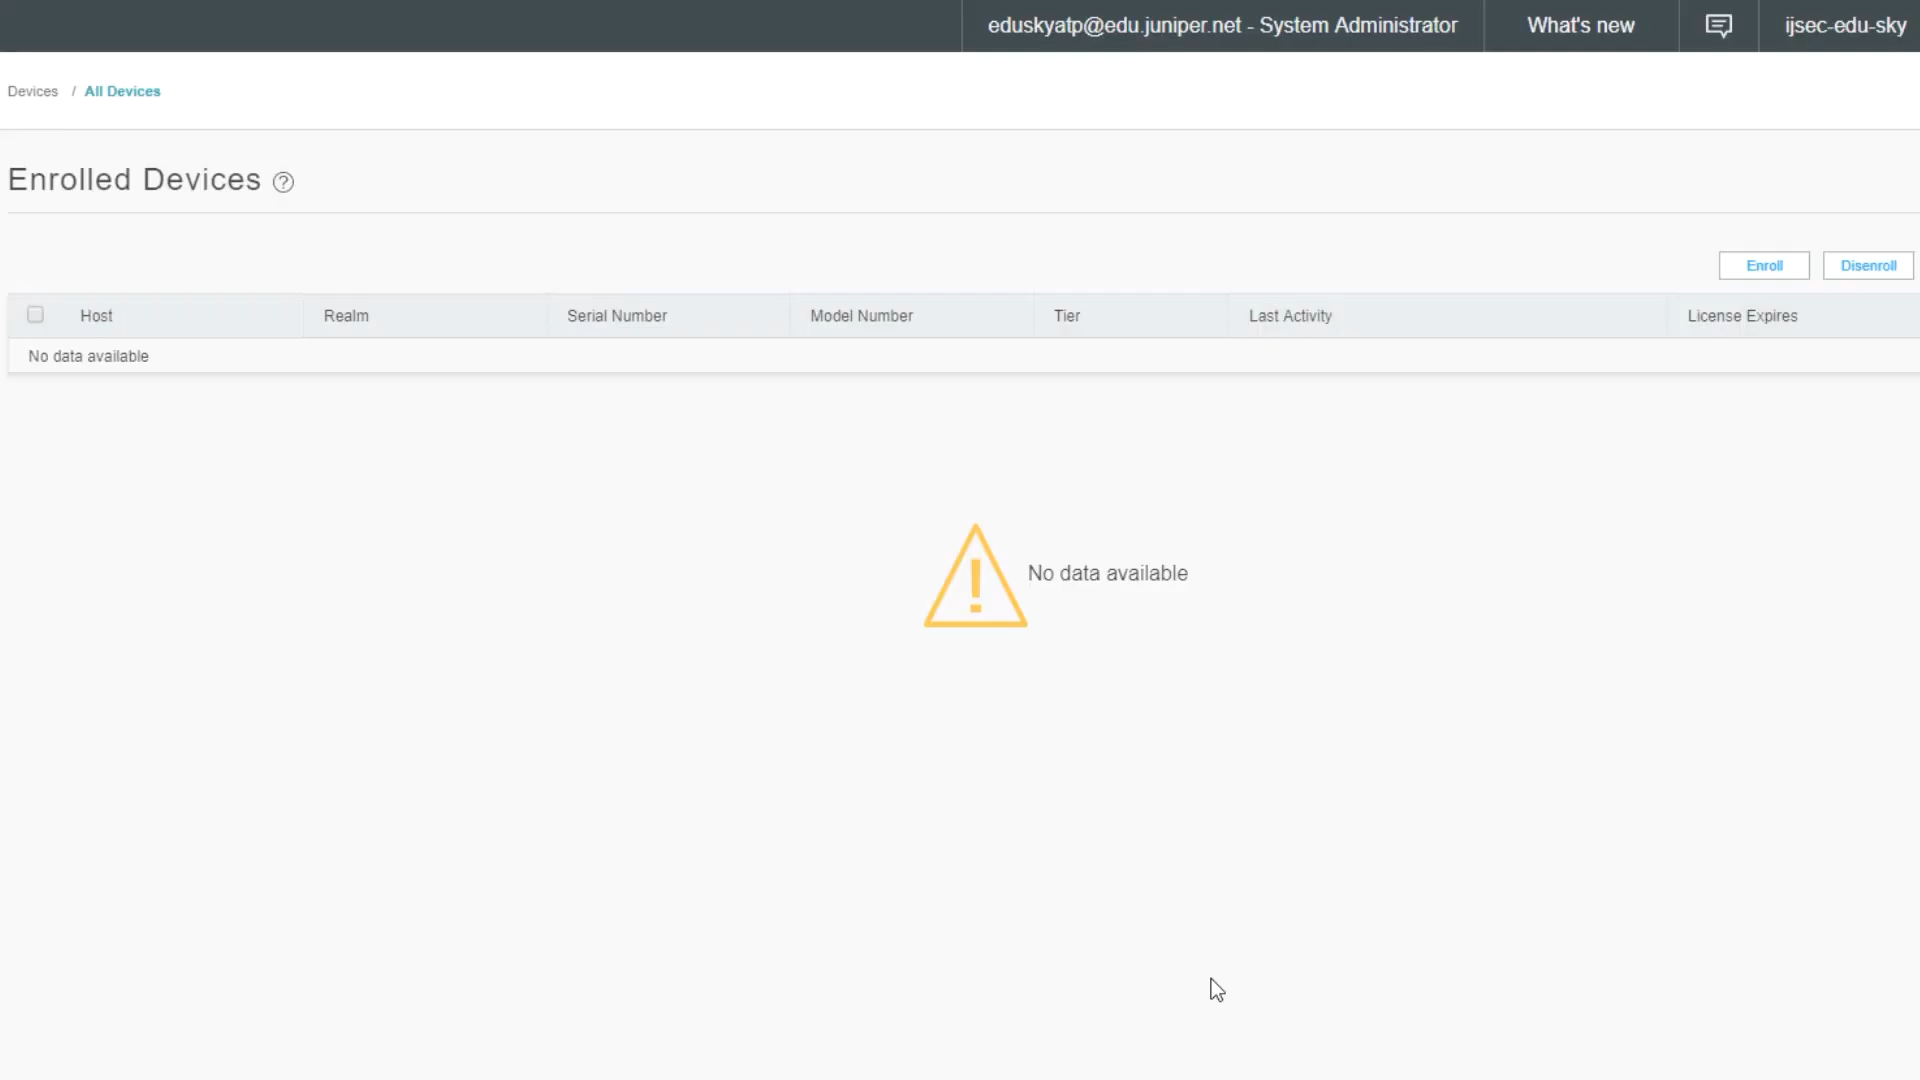 eduskyatp@edu.juniper.net - System Administrator What's new ijsec-edu-sky
Devices / All Devices
Enrolled Devices ?
Enroll Disenroll
Host Realm Serial Number Model Number Tier Last Activity License Expires
No data available
No data available